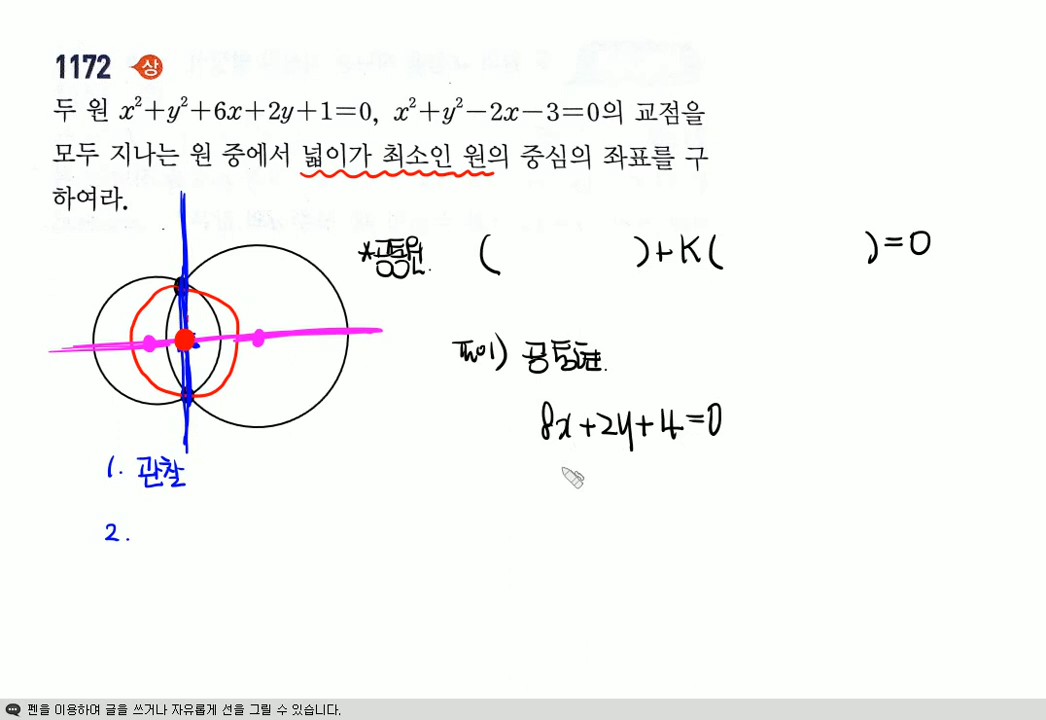 1172 상
두 원 x²+y²+6x+2y+1=0, x²+y²-2x-3=0의 교점을
모두 지나는 원 중에서 넓이가 최소인 원의 중심의 좌표를 구
하여라.
*공통원. ( )+K( )=0
풀이1) 공통현.
8x+2y+4=0
1. 관찰
2.
펜을 이용하여 글을 쓰거나 자유롭게 선을 그릴 수 있습니다.